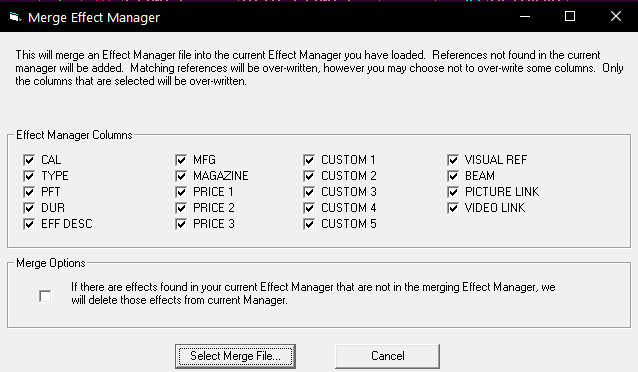 Merge Effect Manager
This will merge an Effect Manager file into the current Effect Manager you have loaded. References not found in the current
manager will be added. Matching references will be over-written, however you may choose not to over-write some columns. Only
the columns that are selected will be over-written.
Effect Manager Columns
CAL MFG CUSTOM 1 VISUAL REF
TYPE MAGAZINE CUSTOM 2 BEAM
PFT PRICE 1 CUSTOM 3 PICTURE LINK
DUR PRICE 2 CUSTOM 4 VIDEO LINK
EFF DESC PRICE 3 CUSTOM 5
Merge Options
If there are effects found in your current Effect Manager that are not in the merging Effect Manager, we
will delete those effects from current Manager.
Select Merge File... Cancel